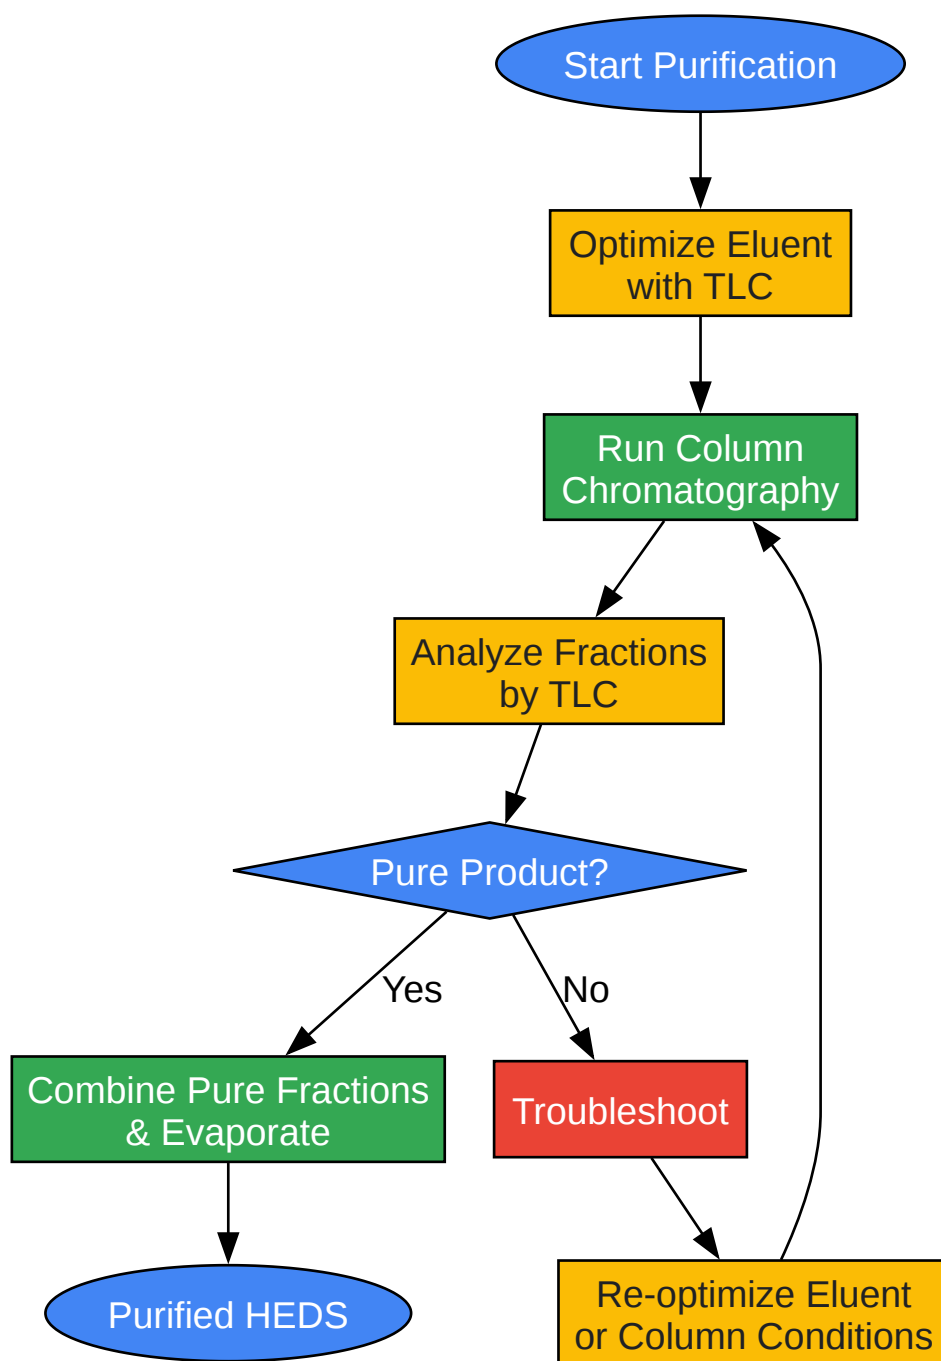 Start Purification
Optimize Eluent
with TLC
Run Column
Chromatography
Analyze Fractions
by TLC
Pure Product?
Yes
No
Combine Pure Fractions
& Evaporate
Troubleshoot
Purified HEDS
Re-optimize Eluent
or Column Conditions